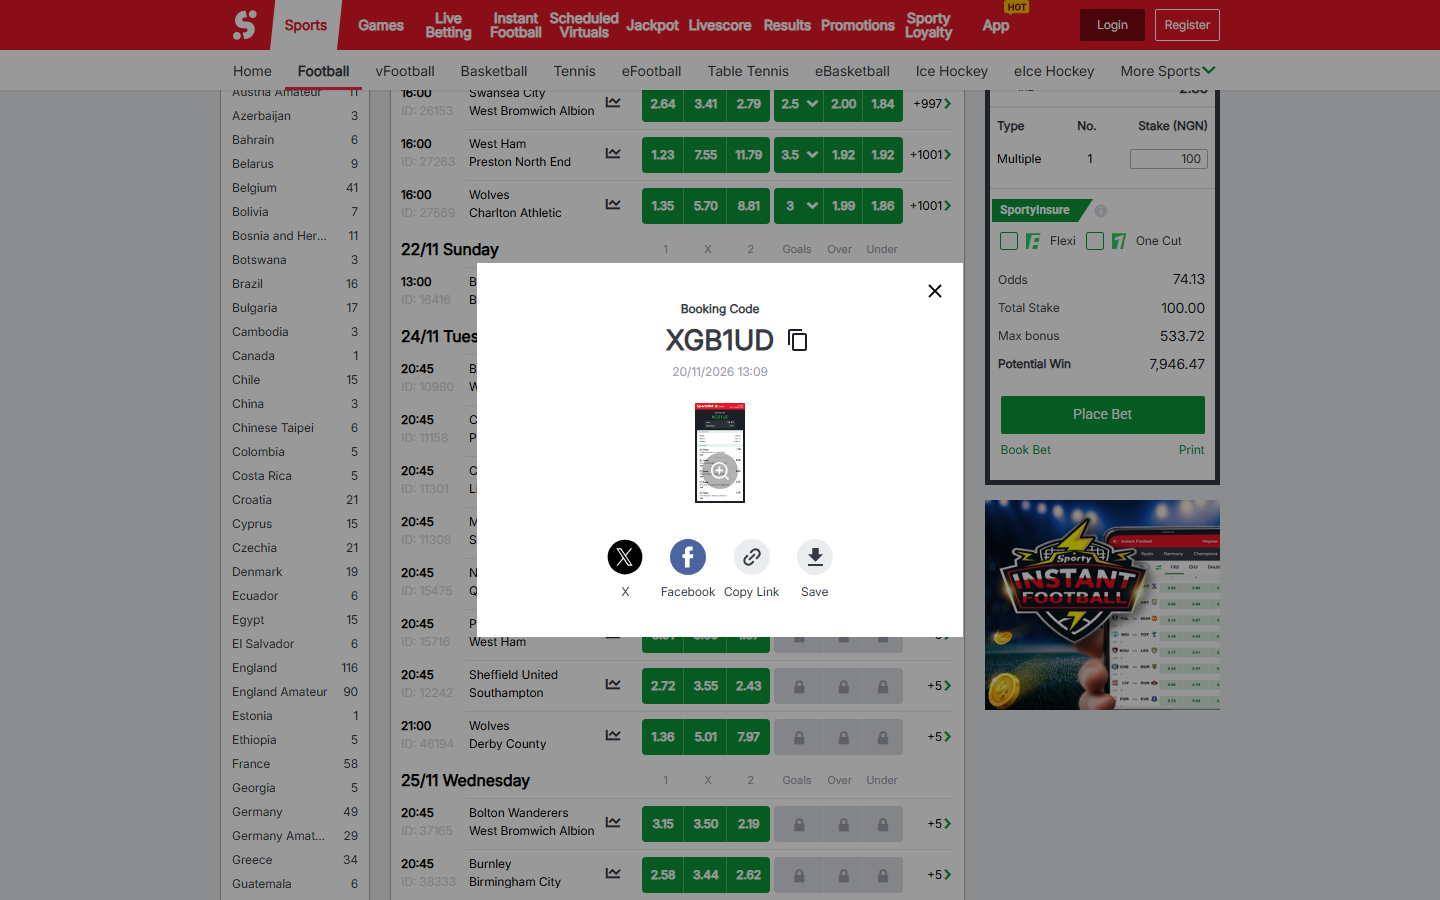 Sports
Games
Live Betting
Instant Football
Scheduled Virtuals
Jackpot
Livescore
Results
Promotions
Sporty Loyalty
App
HOT
Login
Register
Home
Football
vFootball
Basketball
Tennis
eFootball
Table Tennis
eBasketball
Ice Hockey
eIce Hockey
More Sports
Austria Amateur 11
Azerbaijan 3
Bahrain 6
Belarus 9
Belgium 41
Bolivia 7
Bosnia and Her... 11
Botswana 3
Brazil 16
Bulgaria 17
Cambodia 3
Canada 1
Chile 15
China 3
Chinese Taipei 6
Colombia 5
Costa Rica 5
Croatia 21
Cyprus 15
Czechia 21
Denmark 19
Ecuador 6
Egypt 15
El Salvador 6
England 116
England Amateur 90
Estonia 1
Ethiopia 5
France 58
Georgia 5
Germany 49
Germany Amat... 29
Greece 34
Guatemala 6
16:00 Swansea City
ID: 26153 West Bromwich Albion
2.64 3.41 2.79 2.5 2.00 1.84 +997
16:00 West Ham
ID: 27263 Preston North End
1.23 7.55 11.79 3.5 1.92 1.92 +1001
16:00 Wolves
ID: 27669 Charlton Athletic
1.35 5.70 8.81 3 1.99 1.86 +1001
22/11 Sunday 1 X 2 Goals Over Under
13:00 B
ID: 16416 B
24/11 Tues
20:45 B
ID: 10980 W
20:45 C
ID: 11158 P
20:45 C
ID: 11301 Li
20:45 M
ID: 11308 S
20:45 N
ID: 15475 Q
20:45 P
ID: 15716 West Ham
20:45 Sheffield United
ID: 12242 Southampton
2.72 3.55 2.43 +5
21:00 Wolves
ID: 46194 Derby County
1.36 5.01 7.97 +5
25/11 Wednesday 1 X 2 Goals Over Under
20:45 Bolton Wanderers
ID: 37165 West Bromwich Albion
3.15 3.50 2.19 +5
20:45 Burnley
ID: 38333 Birmingham City
2.58 3.44 2.62 +5
Booking Code
XGB1UD
20/11/2026 13:09
X
Facebook
Copy Link
Save
Type No. Stake (NGN)
Multiple 1 100
SportyInsure
Flexi
One Cut
Odds 74.13
Total Stake 100.00
Max bonus 533.72
Potential Win 7,946.47
Place Bet
Book Bet
Print
Sporty
INSTANT
FOOTBALL
Instant Football
Register